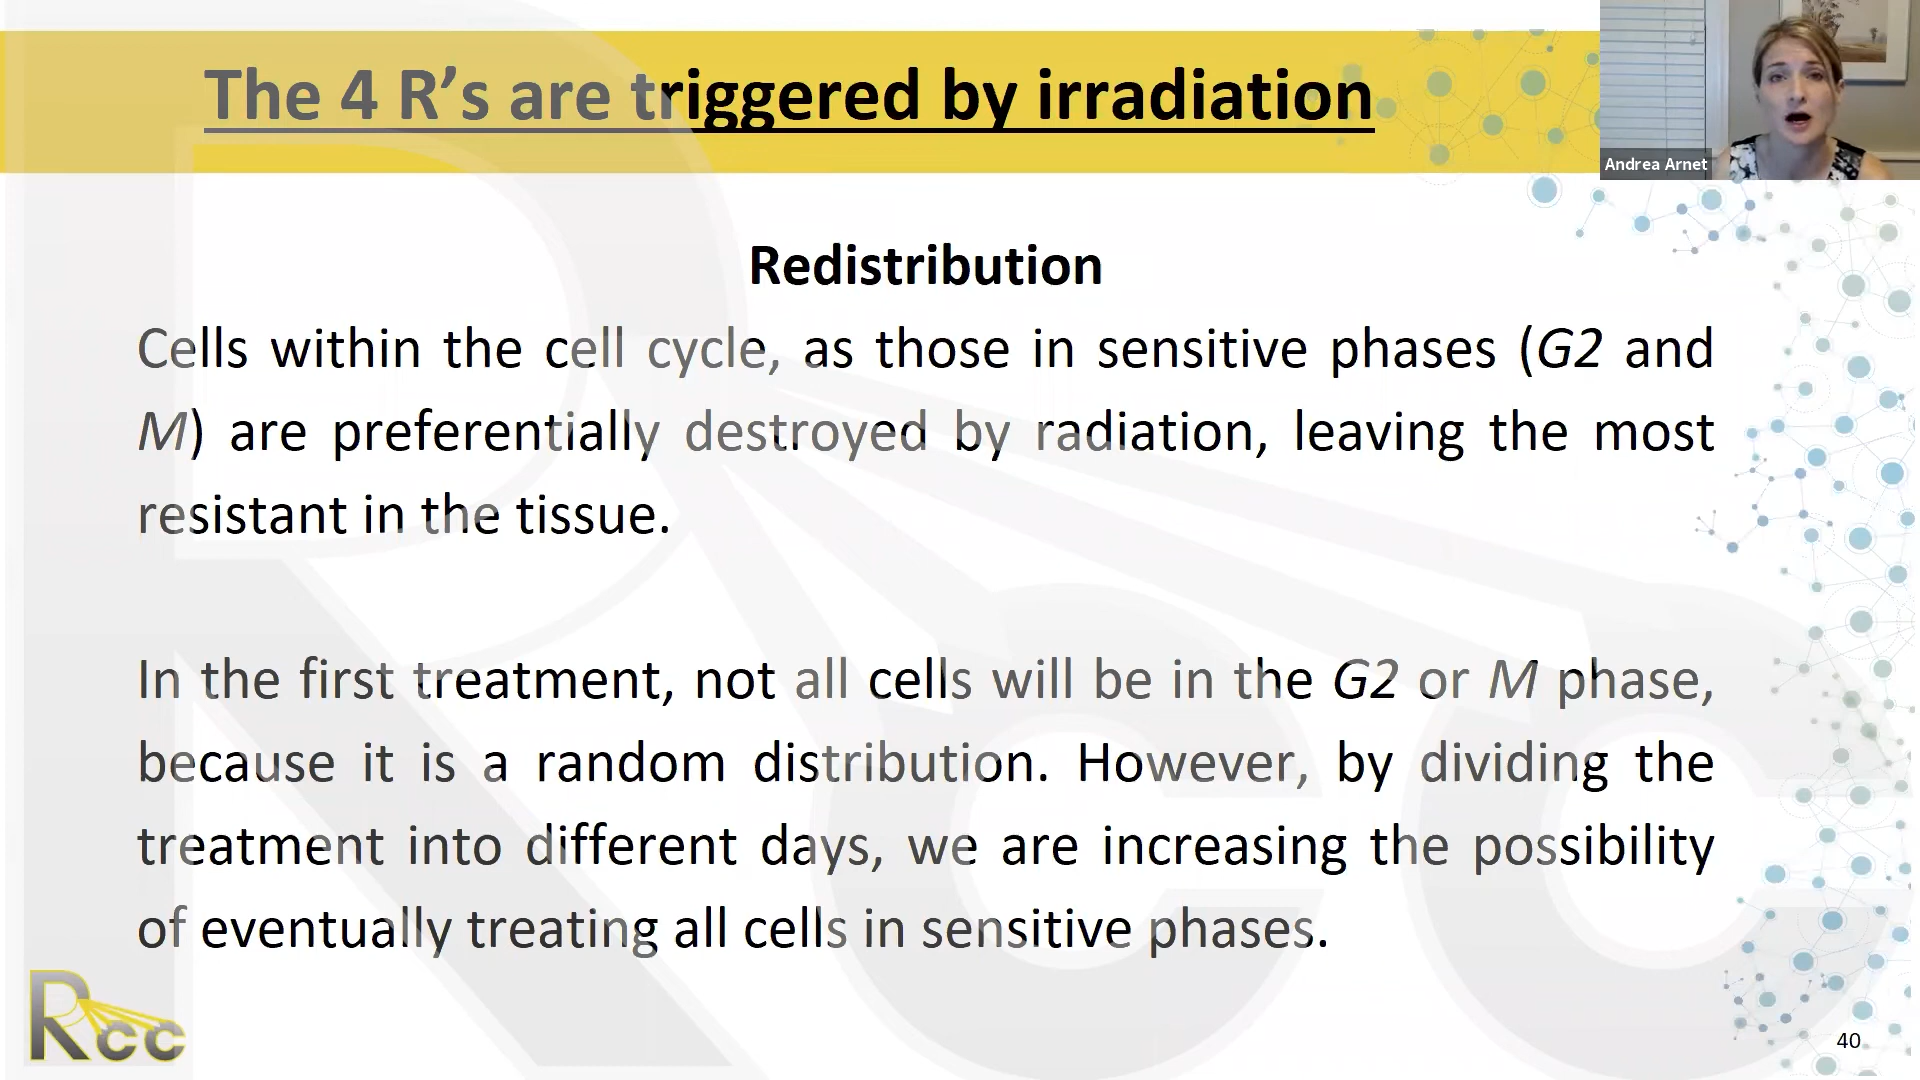 The 4 R's are triggered by irradiation
Andrea Arnet
Redistribution
Cells within the cell cycle, as those in sensitive phases (G2 and
M) are preferentially destroyed by radiation, leaving the most
resistant in the tissue.
In the first treatment, not all cells will be in the G2 or M phase,
because it is a random distribution. However, by dividing the
treatment into different days, we are increasing the possibility
of eventually treating all cells in sensitive phases.
Rcc
40